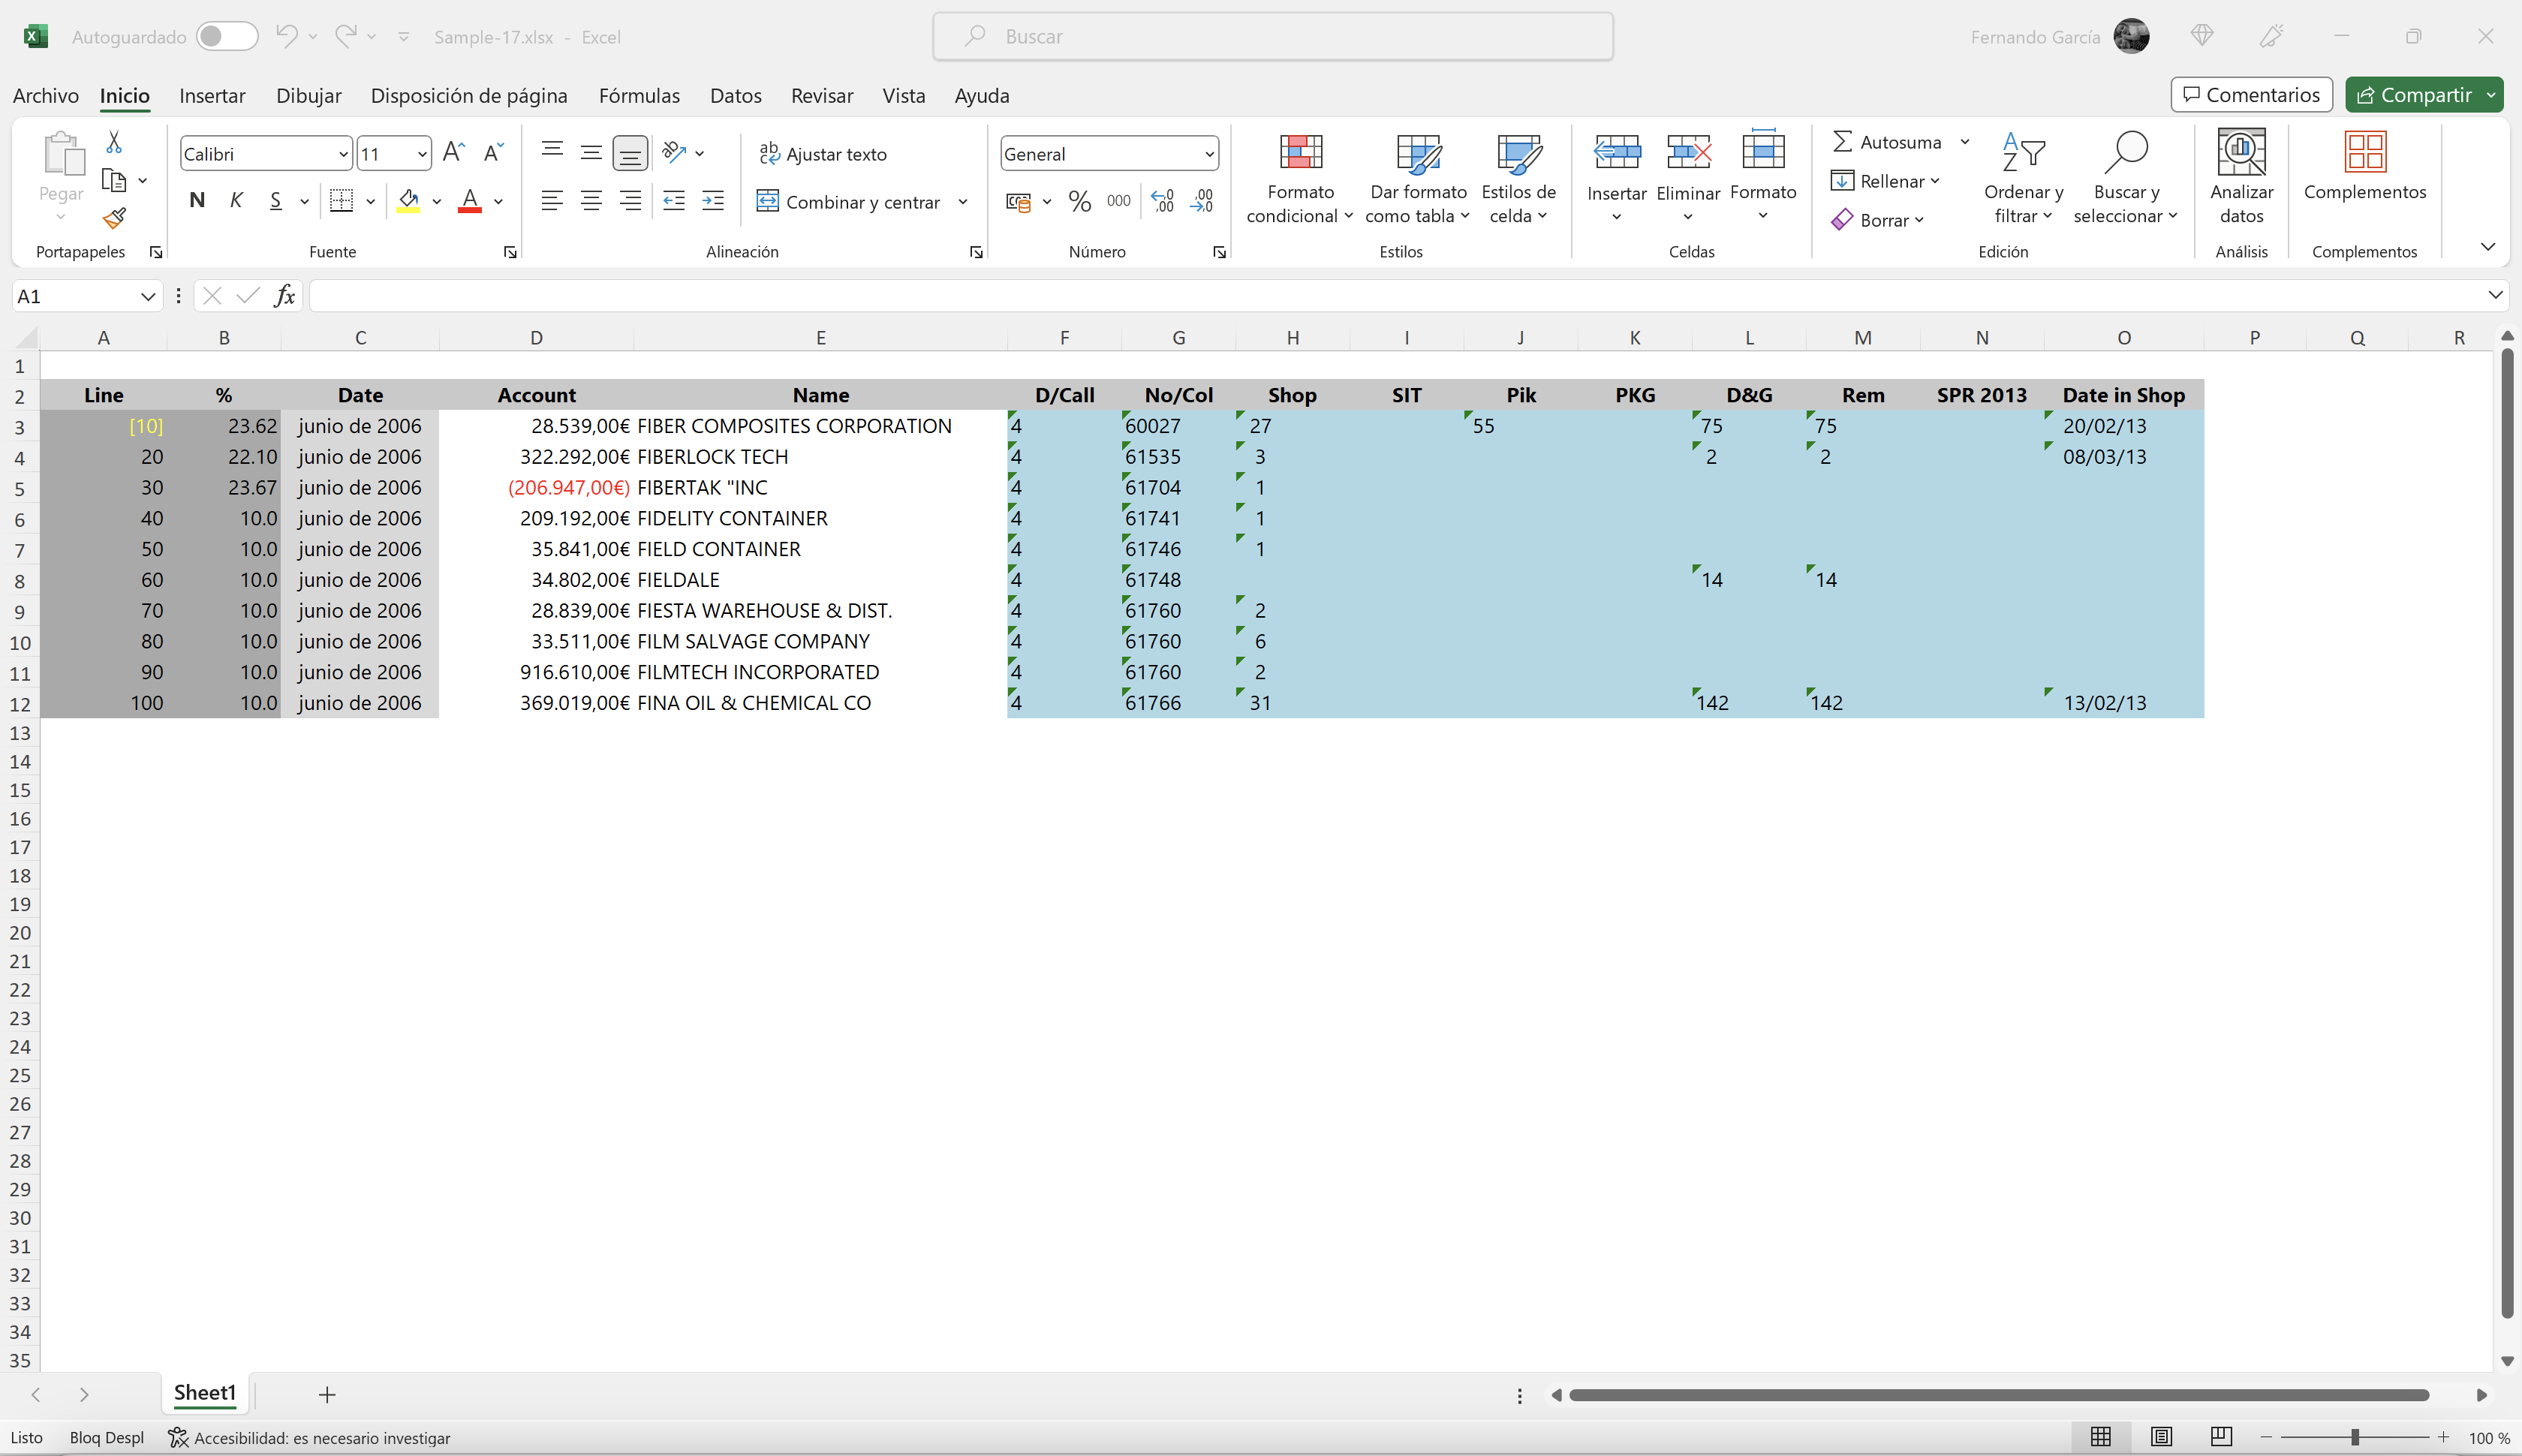 Autoguardado Sample-17.xlsx - Excel Buscar Fernando García
Archivo Inicio Insertar Dibujar Disposición de página Fórmulas Datos Revisar Vista Ayuda Comentarios Compartir
Pegar
Portapapeles
Calibri 11
N K S
Fuente
Ajustar texto
Combinar y centrar
Alineación
General
% 000
Número
Formato condicional
Dar formato como tabla
Estilos de celda
Estilos
Insertar
Eliminar
Formato
Celdas
Autosuma
Rellenar
Borrar
Ordenar y filtrar
Buscar y seleccionar
Edición
Analizar datos
Análisis
Complementos
Complementos
A1 fx
A B C D E F G H I J K L M N O P Q R
1
2 Line % Date Account Name D/Call No/Col Shop SIT Pik PKG D&G Rem SPR 2013 Date in Shop
3 [10] 23.62 junio de 2006 28.539,00€ FIBER COMPOSITES CORPORATION 4 60027 27 55 75 75 20/02/13
4 20 22.10 junio de 2006 322.292,00€ FIBERLOCK TECH 4 61535 3 2 2 08/03/13
5 30 23.67 junio de 2006 (206.947,00€) FIBERTAK "INC 4 61704 1
6 40 10.0 junio de 2006 209.192,00€ FIDELITY CONTAINER 4 61741 1
7 50 10.0 junio de 2006 35.841,00€ FIELD CONTAINER 4 61746 1
8 60 10.0 junio de 2006 34.802,00€ FIELDALE 4 61748 14 14
9 70 10.0 junio de 2006 28.839,00€ FIESTA WAREHOUSE & DIST. 4 61760 2
10 80 10.0 junio de 2006 33.511,00€ FILM SALVAGE COMPANY 4 61760 6
11 90 10.0 junio de 2006 916.610,00€ FILMTECH INCORPORATED 4 61760 2
12 100 10.0 junio de 2006 369.019,00€ FINA OIL & CHEMICAL CO 4 61766 31 142 142 13/02/13
13
14
15
16
17
18
19
20
21
22
23
24
25
26
27
28
29
30
31
32
33
34
35
Sheet1
Listo Bloq Despl Accesibilidad: es necesario investigar 100 %